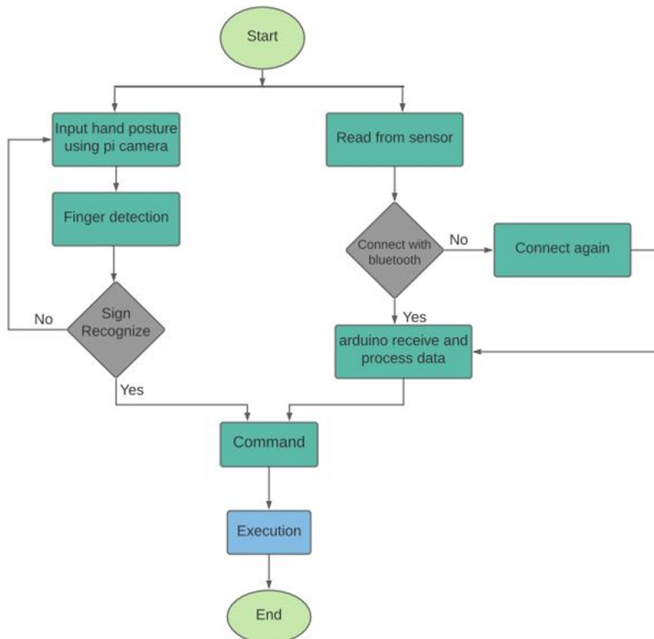 Start
Input hand posture
using pi camera
Read from sensor
Finger detection
Connect with
bluetooth
No
Connect again
Sign
Recognize
No
Yes
Yes
arduino receive and
process data
Command
Execution
End